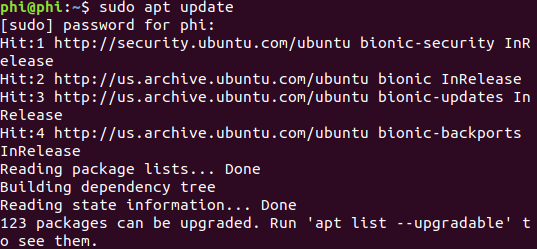 phi@phi:~$ sudo apt update
[sudo] password for phi:
Hit:1 http://security.ubuntu.com/ubuntu bionic-security InR
elease
Hit:2 http://us.archive.ubuntu.com/ubuntu bionic InRelease
Hit:3 http://us.archive.ubuntu.com/ubuntu bionic-updates In
Release
Hit:4 http://us.archive.ubuntu.com/ubuntu bionic-backports
InRelease
Reading package lists... Done
Building dependency tree
Reading state information... Done
123 packages can be upgraded. Run 'apt list --upgradable' t
o see them.